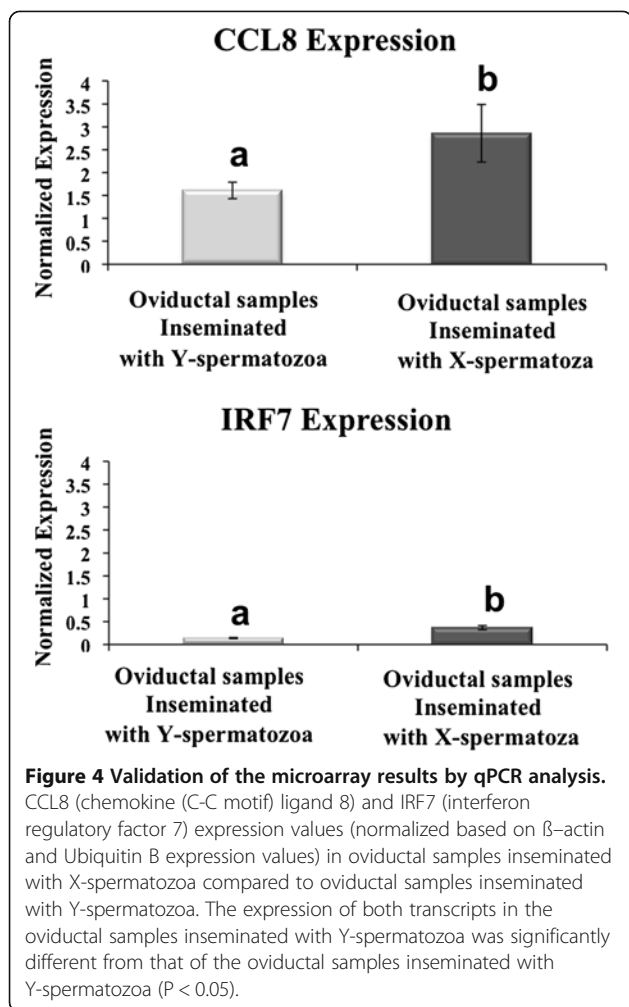 CCL8 Expression
Normalized Expression
4
3.5
3
2.5
2
1.5
1
0.5
0
a
b
Oviductal samples
Inseminated
with Y-spermatozoa
Oviductal samples
Inseminated
with X-spermatoza
IRF7 Expression
Normalized Expression
4
3.5
3
2.5
2
1.5
1
0.5
0
a
b
Oviductal samples
Inseminated
with Y-spermatozoa
Oviductal samples
Inseminated
with X-spermatoza
Figure 4 Validation of the microarray results by qPCR analysis.
CCL8 (chemokine (C-C motif) ligand 8) and IRF7 (interferon
regulatory factor 7) expression values (normalized based on ß–actin
and Ubiquitin B expression values) in oviductal samples inseminated
with X-spermatozoa compared to oviductal samples inseminated
with Y-spermatozoa. The expression of both transcripts in the
oviductal samples inseminated with Y-spermatozoa was significantly
different from that of the oviductal samples inseminated with
Y-spermatozoa (P < 0.05).